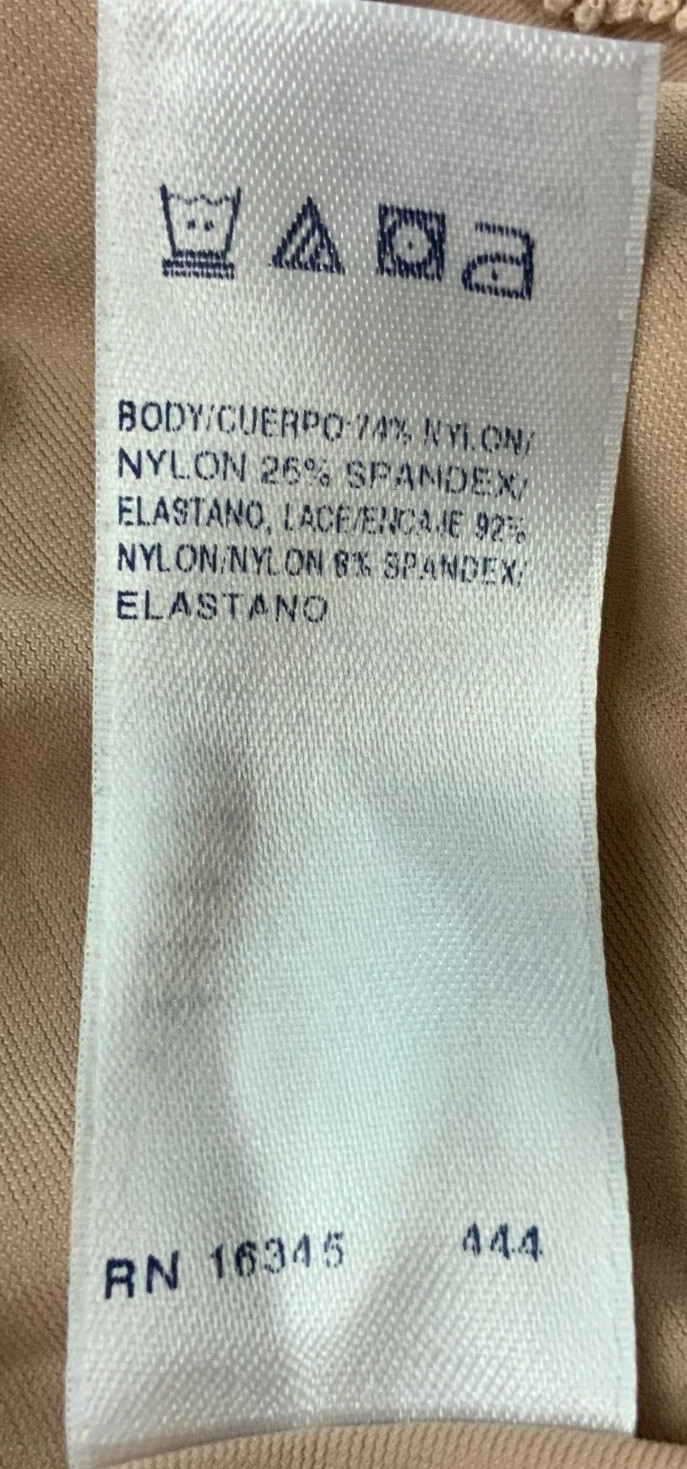 BODY/CUERPO 74% NYLON/
NYLON 26% SPANDEX/
ELASTANO, LACE/ENCAJE 92%
NYLON/NYLON 8% SPANDEX/
ELASTANO
RN 16345 444